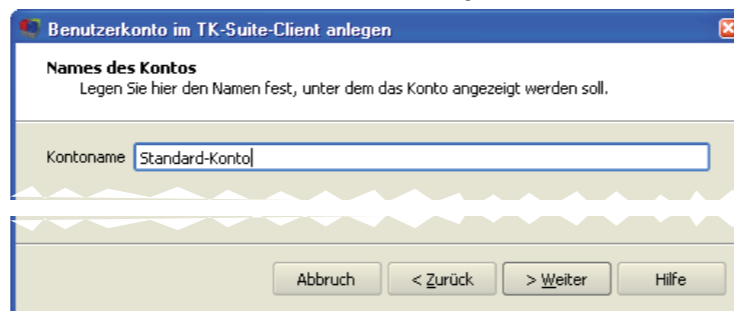 Benutzerkonto im TK-Suite-Client anlegen
Names des Kontos
Legen Sie hier den Namen fest, unter dem das Konto angezeigt werden soll.
Kontoname Standard-Konto
Abbruch < Zurück > Weiter Hilfe